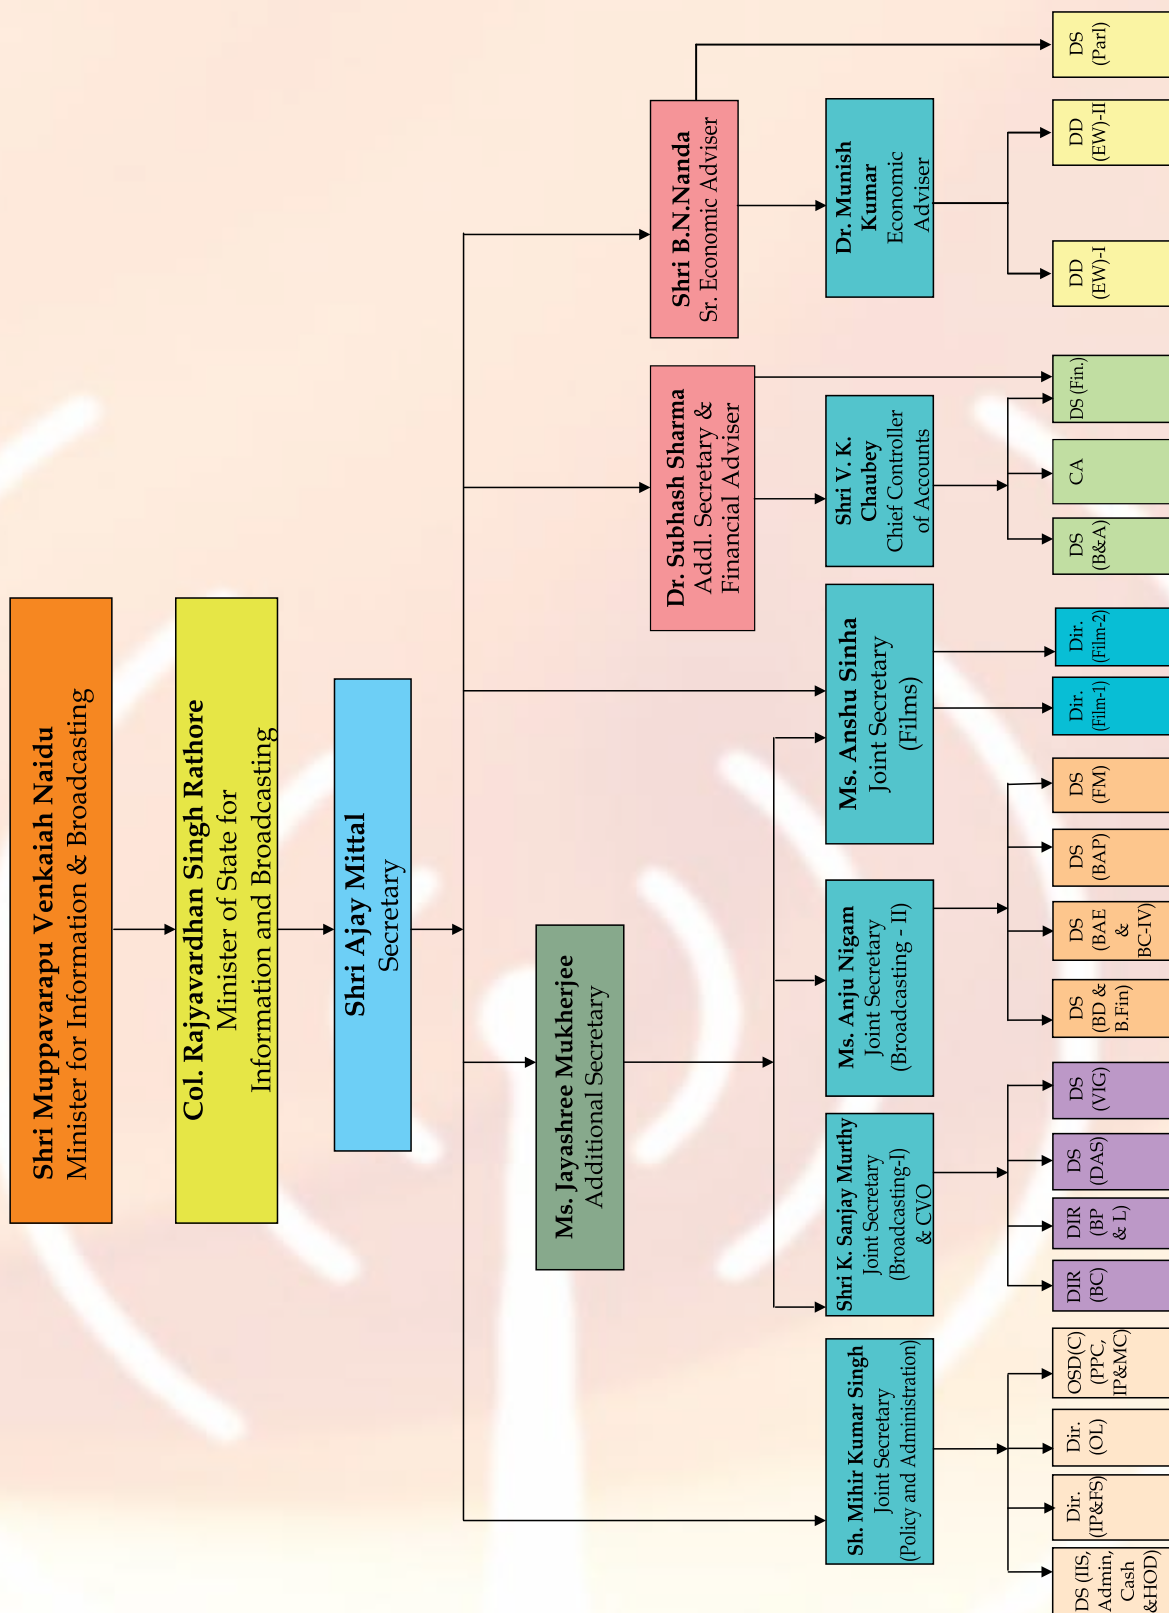 Shri Muppavarapu Venkaiah Naidu
Minister for Information & Broadcasting
Col. Rajyavardhan Singh Rathore
Minister of State for
Information and Broadcasting
Shri Ajay Mittal
Secretary
Ms. Jayashree Mukherjee
Additional Secretary
Dr. Subhash Sharma
Addl. Secretary &
Financial Adviser
Shri B.N.Nanda
Sr. Economic Adviser
Sh. Mihir Kumar Singh
Joint Secretary
(Policy and Administration)
Shri K. Sanjay Murthy
Joint Secretary
(Broadcasting-I)
& CVO
Ms. Anju Nigam
Joint Secretary
(Broadcasting - II)
Ms. Anshu Sinha
Joint Secretary
(Films)
Shri V. K.
Chaubey
Chief Controller
of Accounts
Dr. Munish
Kumar
Economic
Adviser
DS (IIS,
Admin,
Cash
&HOD)
Dir.
(IP&FS)
Dir.
(OL)
OSD(C)
(PPC,
IP&MC)
DIR
(BC)
DIR
(BP
& L)
DS
(DAS)
DS
(VIG)
DS
(BD &
B.Fin)
DS
(BAE
&
BC-IV)
DS
(BAP)
DS
(FM)
Dir.
(Film-1)
Dir.
(Film-2)
DS
(B&A)
CA
DS (Fin.)
DD
(EW)-I
DD
(EW)-II
DS
(Parl)